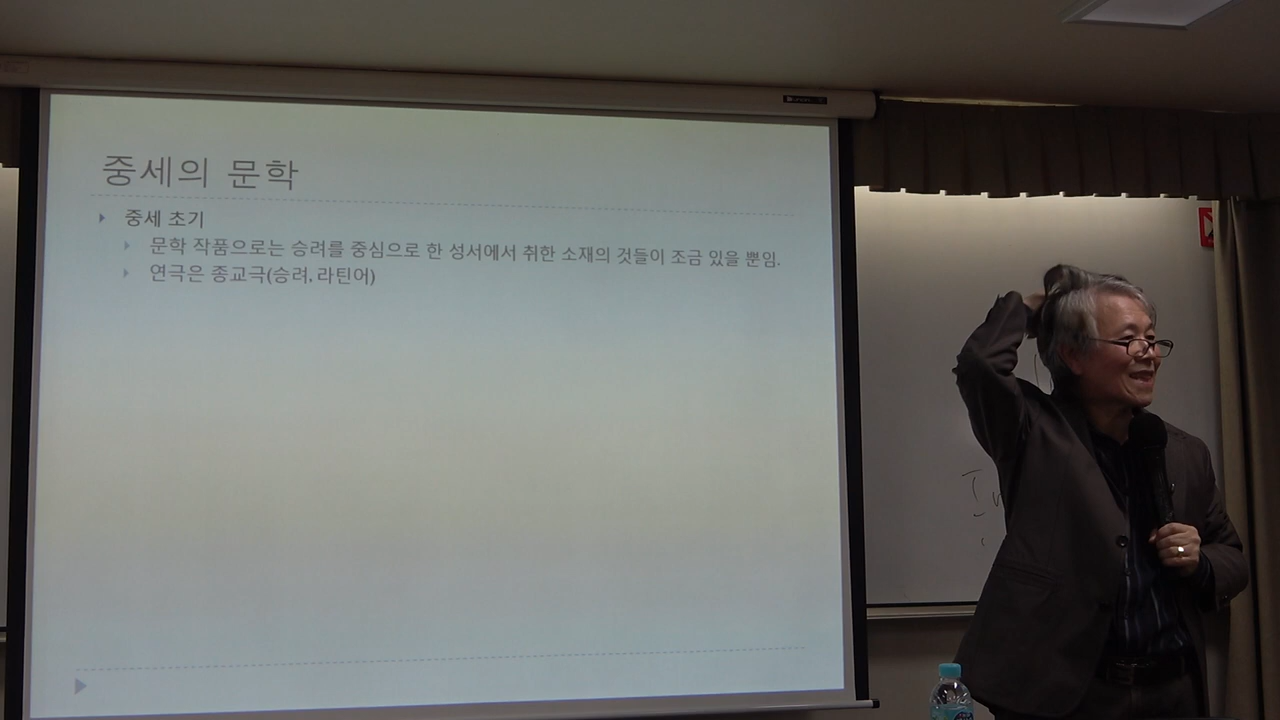 중세의 문학
중세 초기
문학 작품으로는 승려를 중심으로 한 성서에서 취한 소재의 것들이 조금 있을 뿐임.
연극은 종교극(승려, 라틴어)